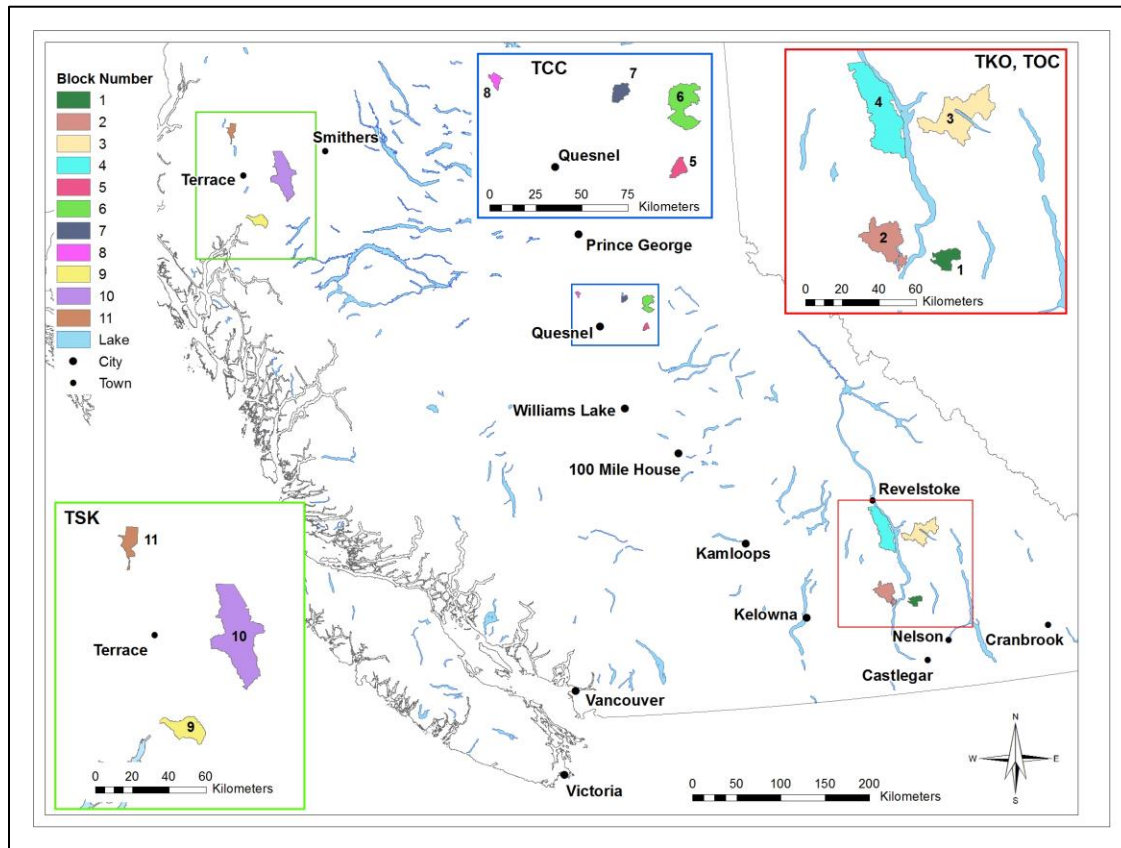 Block Number
1
2
3
4
5
6
7
8
9
10
11
Lake
City
Town
Smithers
Terrace
TCC
8
7
6
5
Quesnel
0 25 50 75
Kilometers
TKO, TOC
4
3
2
1
0 20 40 60
Kilometers
Prince George
Quesnel
Williams Lake
100 Mile House
Revelstoke
Kamloops
Kelowna
Nelson
Cranbrook
Castlegar
Vancouver
Victoria
TSK
11
10
Terrace
9
0 20 40 60
Kilometers
0 50 100 150 200
Kilometers
N
W E
S